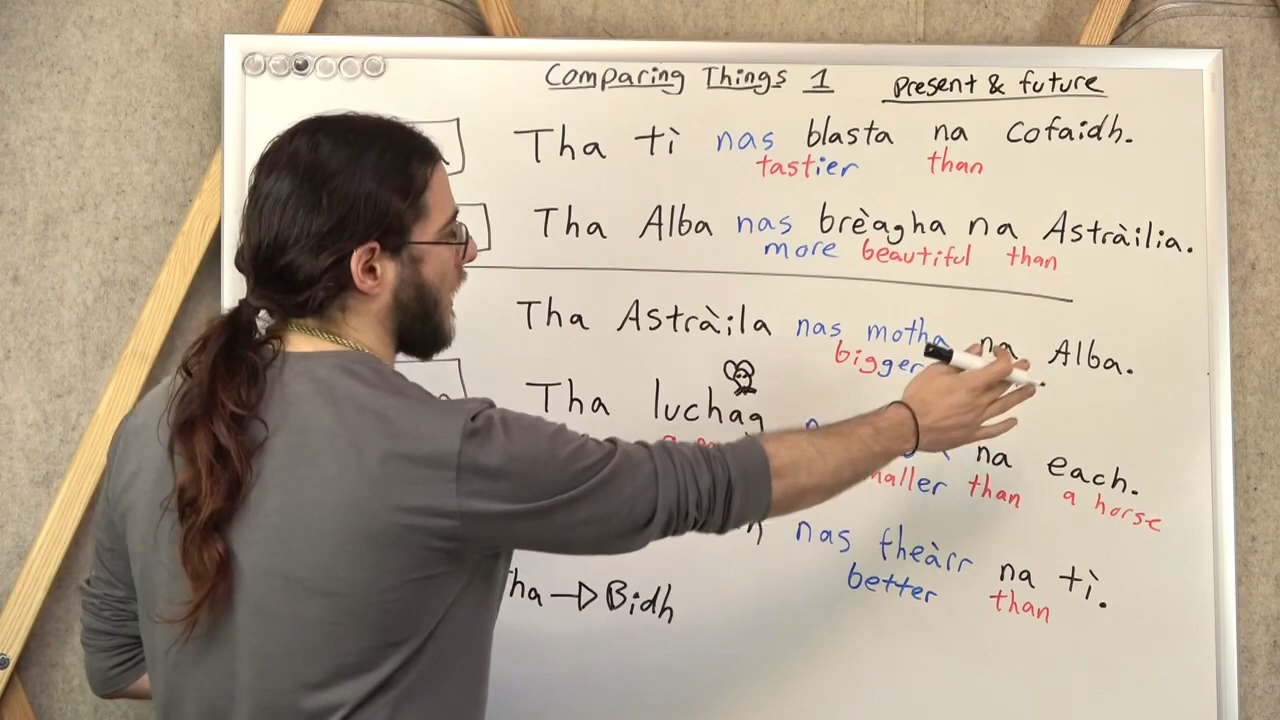 Comparing Things 1 Present & future
Tha tì nas blasta na cofaidh.
tastier than
Tha Alba nas brèagha na Astràilia.
more beautiful than
Tha Astràila nas motha na Alba.
bigger
Tha luchag na each.
than a horse
nas fheàrr na tì.
better than
Bidh